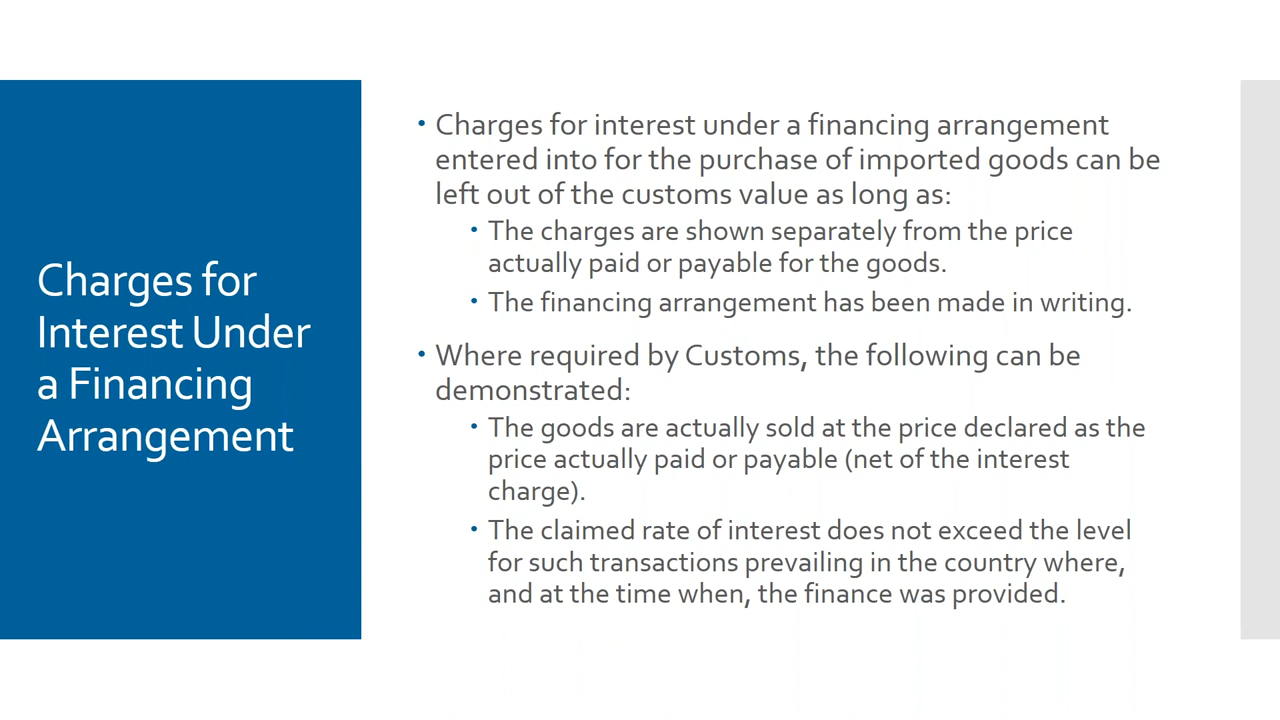 Charges for
Interest Under
a Financing
Arrangement
• Charges for interest under a financing arrangement
entered into for the purchase of imported goods can be
left out of the customs value as long as:
• The charges are shown separately from the price
actually paid or payable for the goods.
• The financing arrangement has been made in writing.
• Where required by Customs, the following can be
demonstrated:
• The goods are actually sold at the price declared as the
price actually paid or payable (net of the interest
charge).
• The claimed rate of interest does not exceed the level
for such transactions prevailing in the country where,
and at the time when, the finance was provided.